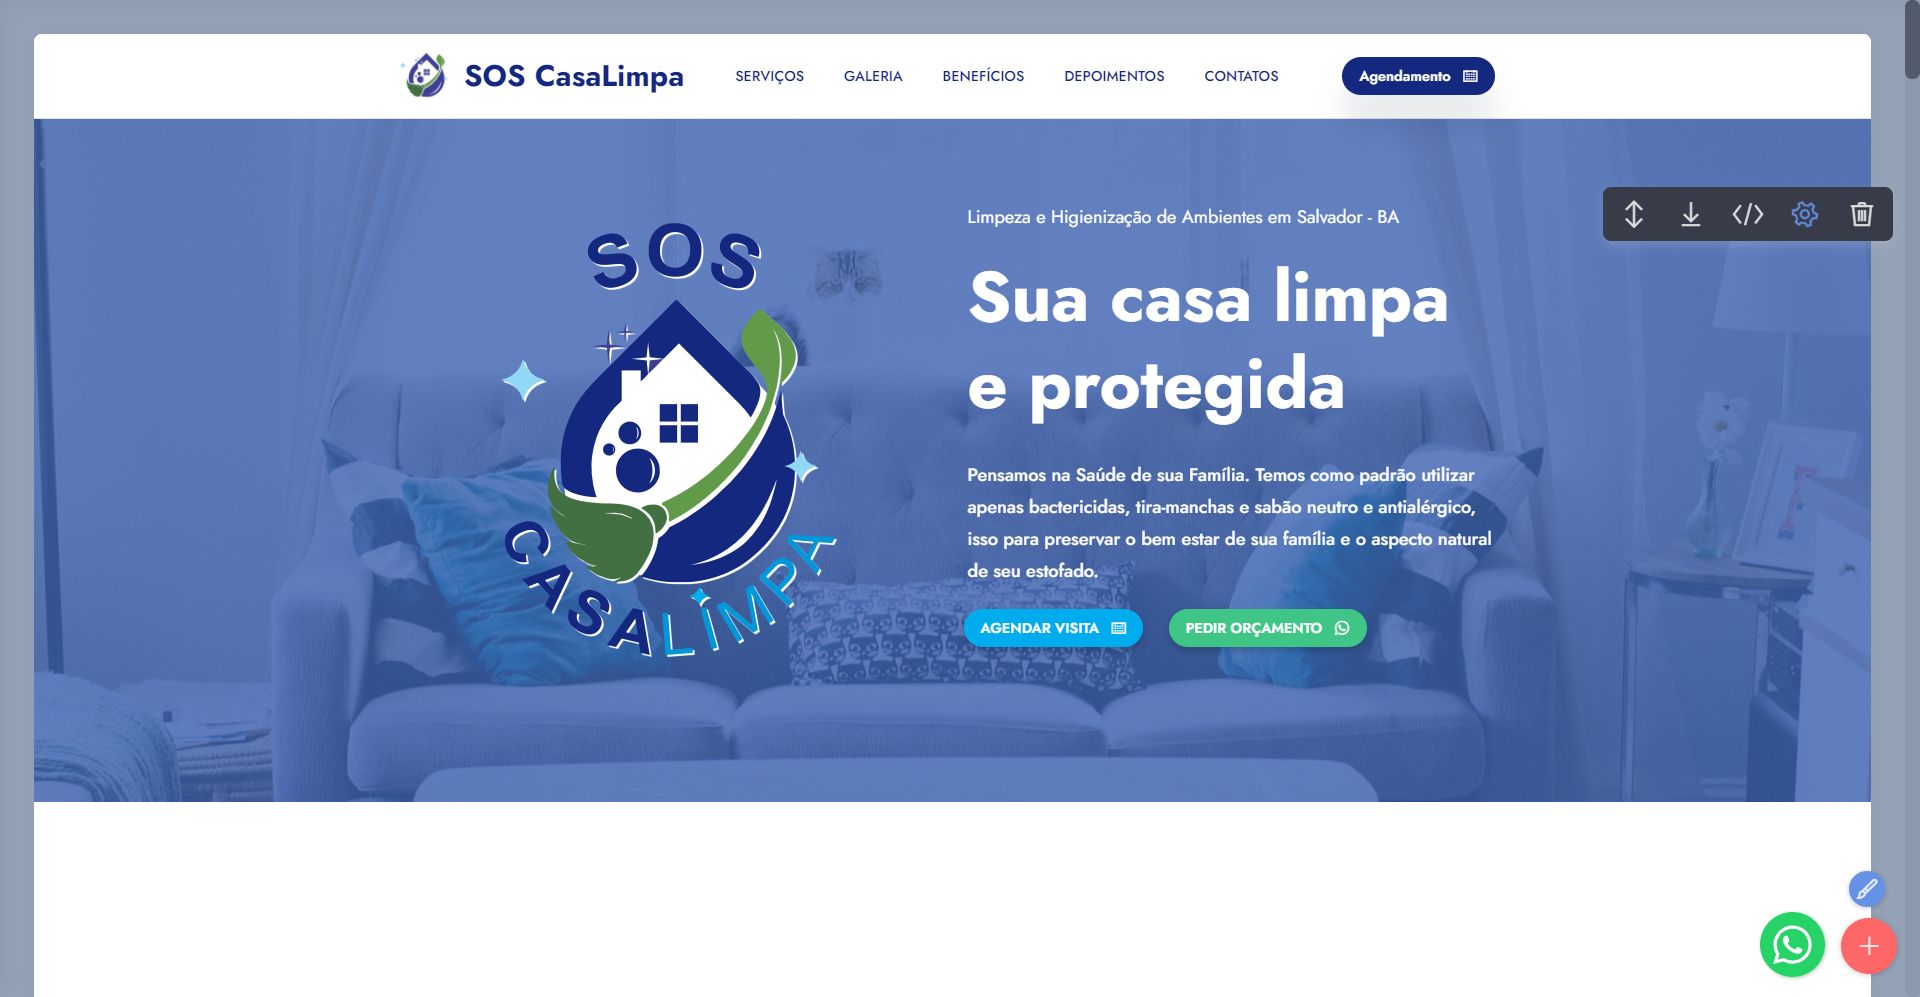 SOS CasaLimpa
SERVIÇOS
GALERIA
BENEFÍCIOS
DEPOIMENTOS
CONTATOS
Agendamento
SOS
CASALIMPA
Limpeza e Higienização de Ambientes em Salvador - BA
Sua casa limpa
e protegida
Pensamos na Saúde de sua Família. Temos como padrão utilizar
apenas bactericidas, tira-manchas e sabão neutro e antialérgico,
isso para preservar o bem estar de sua família e o aspecto natural
de seu estofado.
AGENDAR VISITA
PEDIR ORÇAMENTO